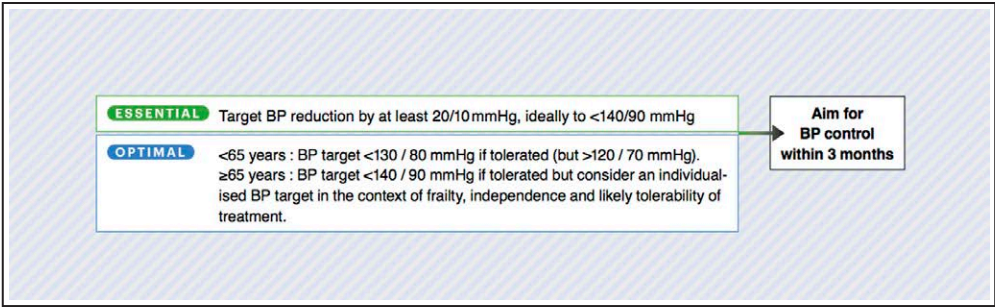 ESSENTIAL Target BP reduction by at least 20/10 mmHg, ideally to <140/90 mmHg
OPTIMAL <65 years : BP target <130 / 80 mmHg if tolerated (but >120 / 70 mmHg).
≥65 years : BP target <140 / 90 mmHg if tolerated but consider an individual-
ised BP target in the context of frailty, independence and likely tolerability of
treatment.
Aim for
BP control
within 3 months